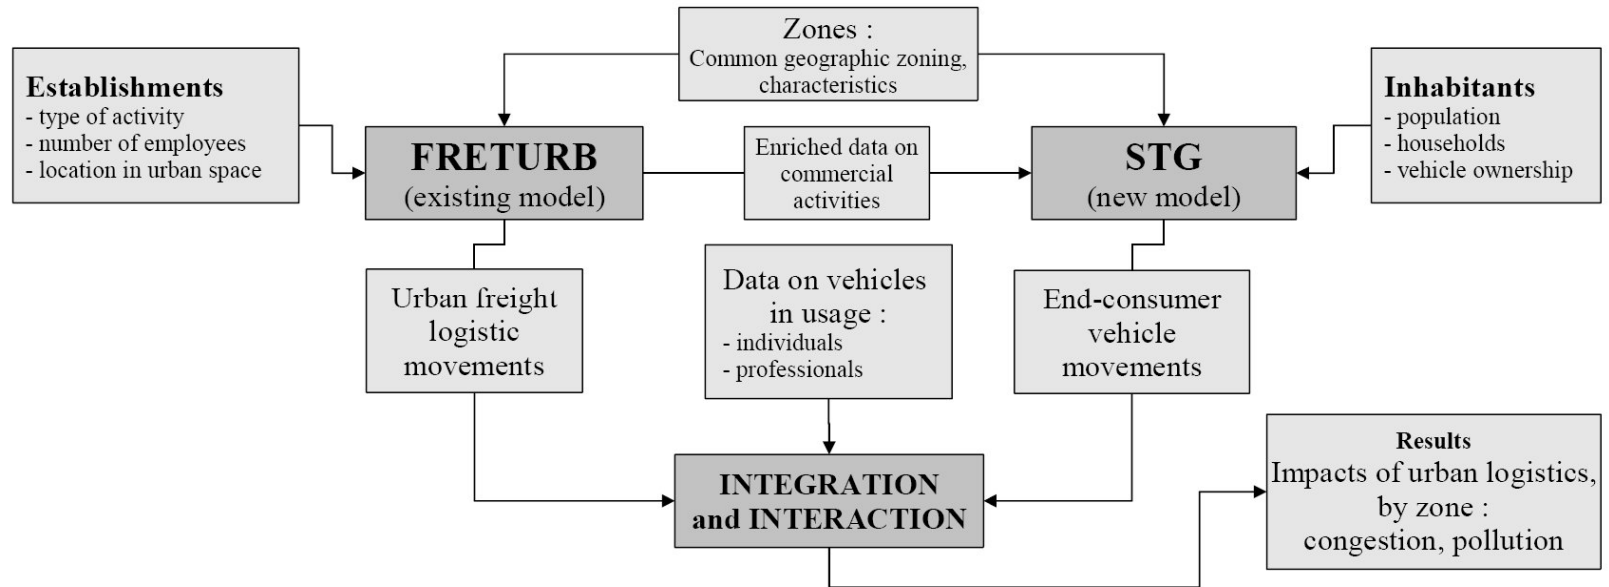 Zones :
Common geographic zoning,
characteristics
Establishments
- type of activity
- number of employees
- location in urban space
Inhabitants
- population
- households
- vehicle ownership
FRETURB
(existing model)
Enriched data on
commercial
activities
STG
(new model)
Urban freight
logistic
movements
Data on vehicles
in usage :
- individuals
- professionals
End-consumer
vehicle
movements
INTEGRATION
and INTERACTION
Results
Impacts of urban logistics,
by zone :
congestion, pollution